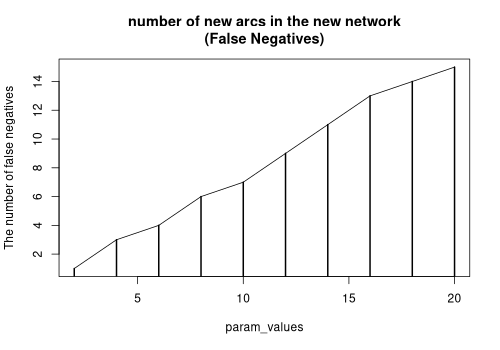 number of new arcs in the new network
(False Negatives)
The number of false negatives
14
12
10
8
6
4
2
5
10
15
20
param_values